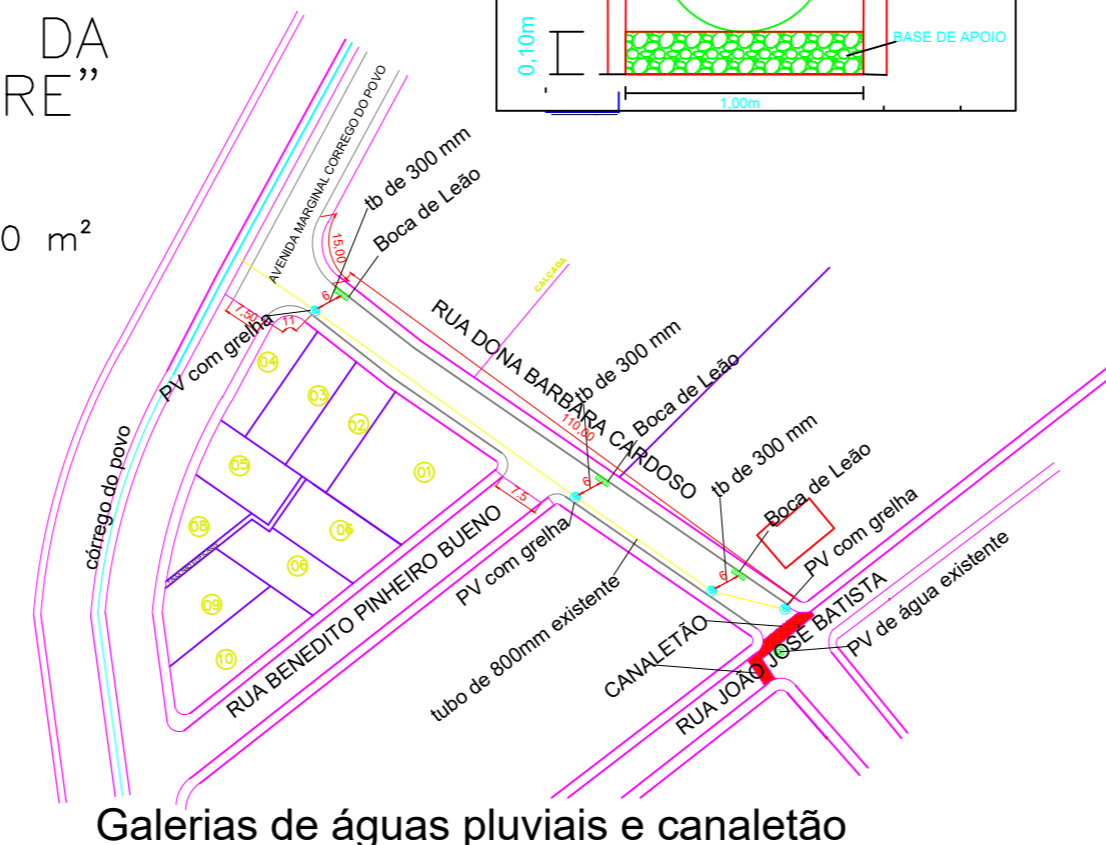 DA
RE”
0 m²
0,10m
BASE DE APOIO
1,00m
AVENIDA MARGINAL CORREGO DO POVO
tb de 300 mm
Boca de Leão
15,00
6
7,50
11
PV com grelha
CALÇADA
RUA DONA BARBARA CARDOSO
110,00
tb de 300 mm
Boca de Leão
6
tb de 300 mm
Boca de Leão
6
PV com grelha
PV de água existente
04
03
02
01
05
08
06
06
09
10
7,5
córrego do povo
RUA BENEDITO PINHEIRO BUENO
PV com grelha
tubo de 800mm existente
CANALETÃO
RUA JOÃO JOSÉ BATISTA
Galerias de águas pluviais e canaletão